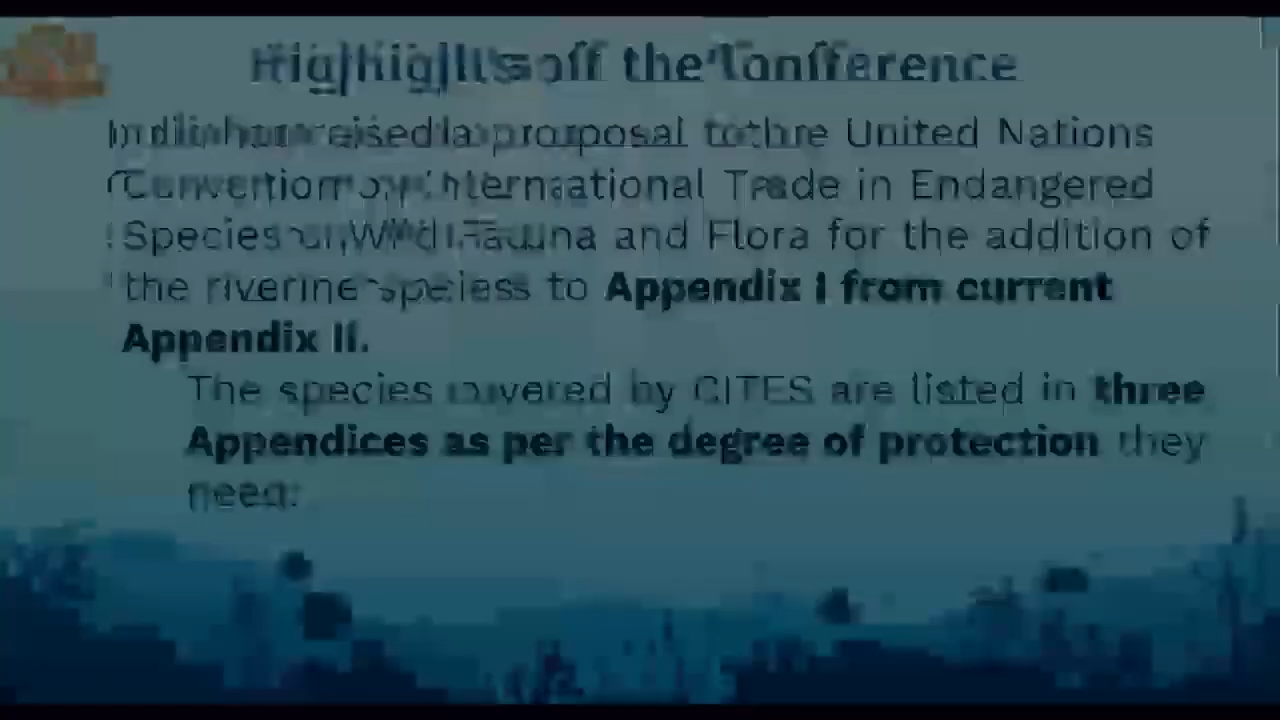 the Conference
proposal to the United Nations
International Trade in Endangered
Species Wild Fauna and Flora for the addition of
the riverine to Appendix I from current
Appendix II.
The species covered by CITES are listed in three
Appendices as per the degree of protection they
need: